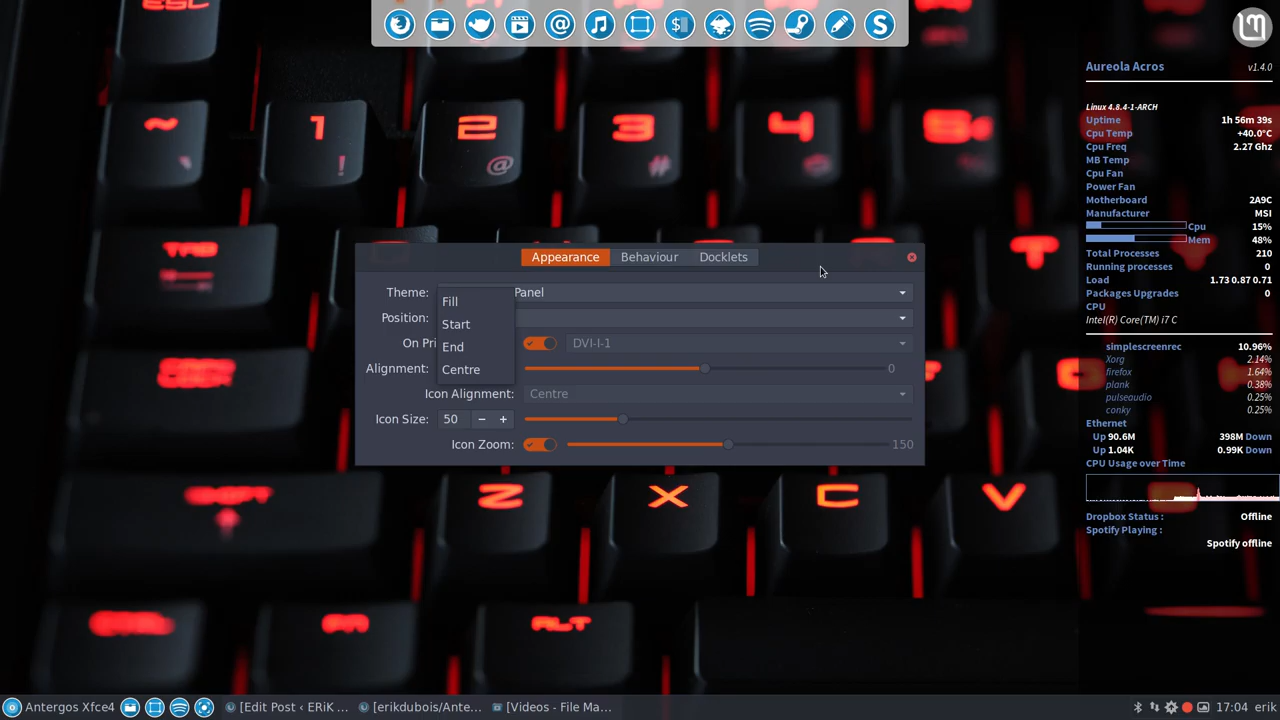 ESC
~
`
1
!
2
@
3
#
4
5
TAB
T
Z
X
C
V
ALT
$
S
Appearance
Behaviour
Docklets
Theme:
Panel
Position:
On Pri
DVI-I-1
Alignment:
0
Fill
Start
End
Centre
Icon Alignment:
Centre
Icon Size:
50
−
+
Icon Zoom:
150
Aureola Acros v1.4.0
Linux 4.8.4-1-ARCH
Uptime 1h 56m 39s
Cpu Temp +40.0°C
Cpu Freq 2.27 Ghz
MB Temp
Cpu Fan
Power Fan
Motherboard 2A9C
Manufacturer MSI
Cpu 15%
Mem 48%
Total Processes 210
Running processes 0
Load 1.73 0.87 0.71
Packages Upgrades 0
CPU
Intel(R) Core(TM) i7 C
simplescreenrec 10.96%
Xorg 2.14%
firefox 1.64%
plank 0.38%
pulseaudio 0.25%
conky 0.25%
Ethernet
Up 90.6M 398M Down
Up 1.04K 0.99K Down
CPU Usage over Time
Dropbox Status : Offline
Spotify Playing :
Spotify offline
Antergos Xfce4
[Edit Post ‹ ERiK ...
[erikdubois/Ante...
[Videos - File Ma...
17:04 erik